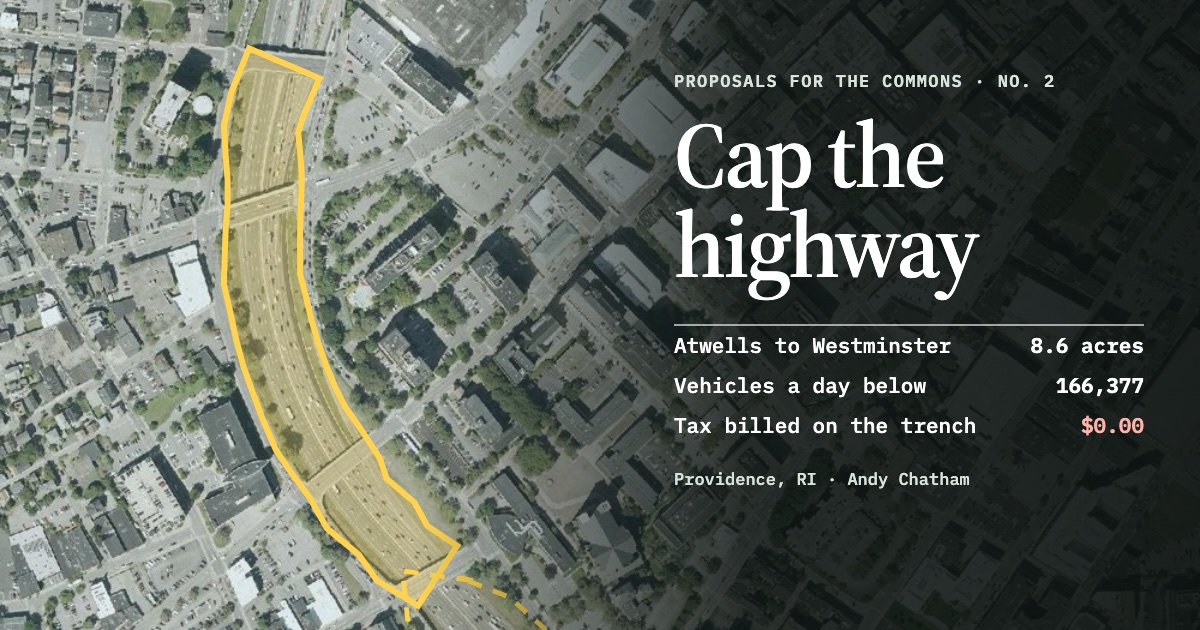 PROPOSALS FOR THE COMMONS · NO. 2
Cap the
highway
Atwells to Westminster 8.6 acres
Vehicles a day below 166,377
Tax billed on the trench $0.00
Providence, RI · Andy Chatham